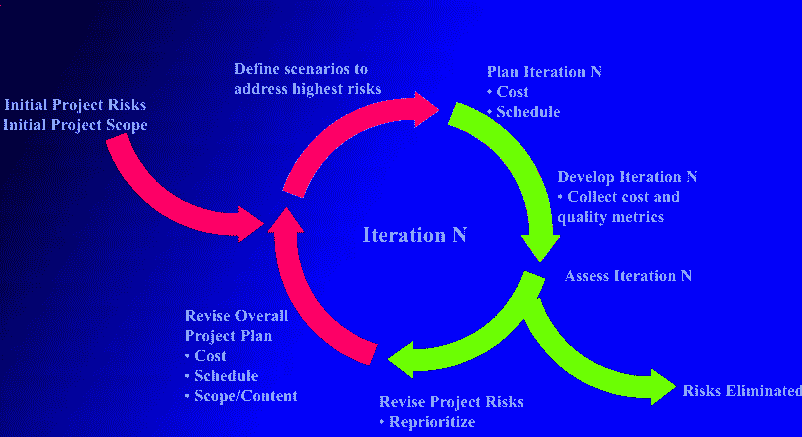 Define scenarios to
address highest risks
Plan Iteration N
• Cost
• Schedule
Initial Project Risks
Initial Project Scope
Develop Iteration N
• Collect cost and
quality metrics
Iteration N
Assess Iteration N
Revise Overall
Project Plan
• Cost
• Schedule
• Scope/Content
Risks Eliminated
Revise Project Risks
• Reprioritize